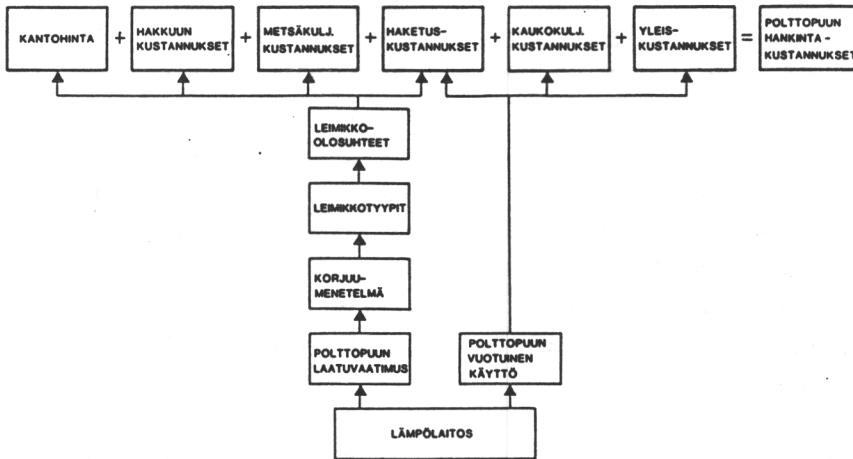 KANTOHINTA + HAKKUUN KUSTANNUKSET + METSÄKULJ. KUSTANNUKSET + HAKETUS-KUSTANNUKSET + KAUKOKULJ. KUSTANNUKSET + YLEIS-KUSTANNUKSET = POLTTOPUUN HANKINTA-KUSTANNUKSET
LEIMIKKO-
OLOSUHTEET
LEIMIKKOTYYPIT
KORJUU-
MENETELMÄ
POLTTOPUUN
LAATUVAATIMUS
POLTTOPUUN
VUOTUINEN
KÄYTTÖ
LÄMPÖLAITOS